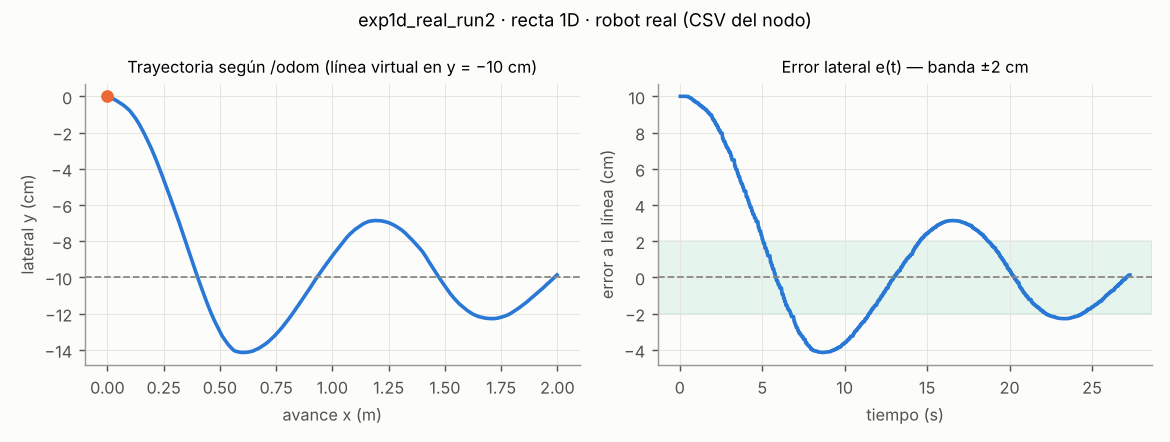 exp1d_real_run2 · recta 1D · robot real (CSV del nodo)
Trayectoria según /odom (línea virtual en y = −10 cm)
lateral y (cm)
0
−2
−4
−6
−8
−10
−12
−14
0.00 0.25 0.50 0.75 1.00 1.25 1.50 1.75 2.00
avance x (m)
Error lateral e(t) — banda ±2 cm
error a la línea (cm)
10
8
6
4
2
0
−2
−4
0 5 10 15 20 25
tiempo (s)